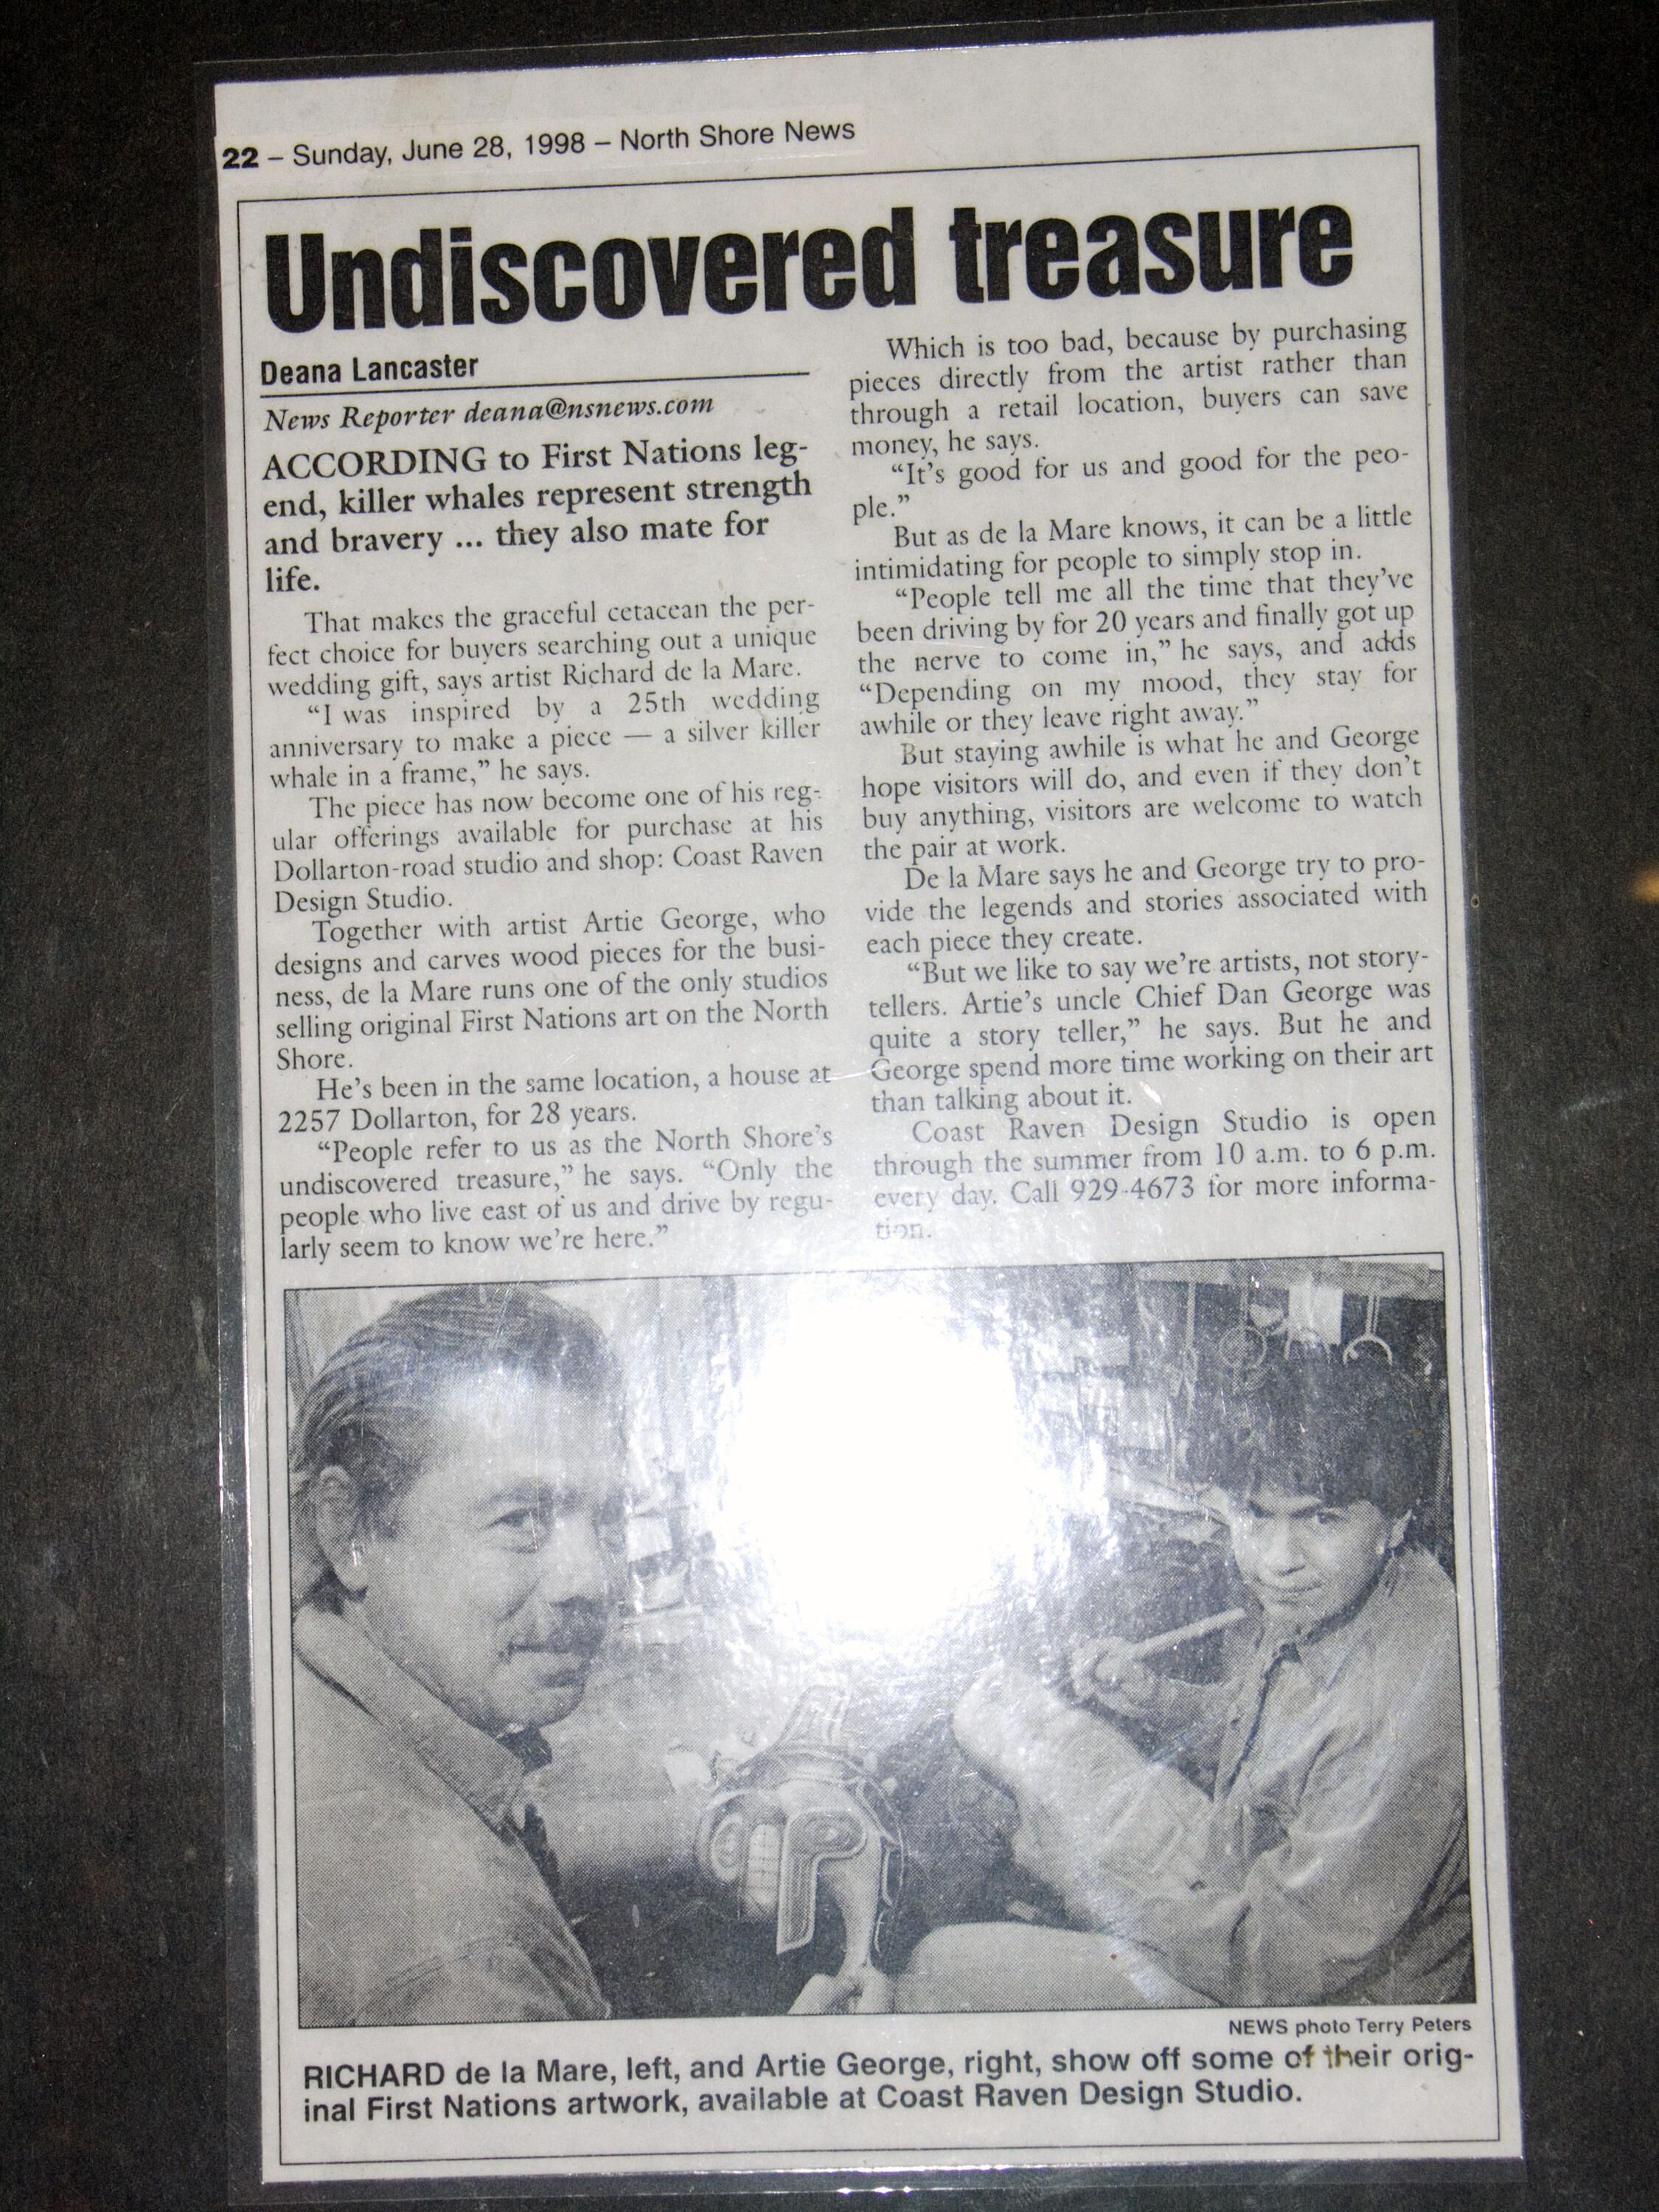 22 – Sunday, June 28, 1998 – North Shore News
Undiscovered treasure
Deana Lancaster
News Reporter deana@nsnews.com
ACCORDING to First Nations leg-
end, killer whales represent strength
and bravery ... they also mate for
life.
That makes the graceful cetacean the per-
fect choice for buyers searching out a unique
wedding gift, says artist Richard de la Mare.
“I was inspired by a 25th wedding
anniversary to make a piece — a silver killer
whale in a frame,” he says.
The piece has now become one of his reg-
ular offerings available for purchase at his
Dollarton-road studio and shop: Coast Raven
Design Studio.
Together with artist Artie George, who
designs and carves wood pieces for the busi-
ness, de la Mare runs one of the only studios
selling original First Nations art on the North
Shore.
He’s been in the same location, a house at
2257 Dollarton, for 28 years.
“People refer to us as the North Shore’s
undiscovered treasure,” he says. “Only the
people who live east of us and drive by regu-
larly seem to know we’re here.”
Which is too bad, because by purchasing
pieces directly from the artist rather than
through a retail location, buyers can save
money, he says.
“It’s good for us and good for the peo-
ple.”
But as de la Mare knows, it can be a little
intimidating for people to simply stop in.
“People tell me all the time that they’ve
been driving by for 20 years and finally got up
the nerve to come in,” he says, and adds
“Depending on my mood, they stay for
awhile or they leave right away.”
But staying awhile is what he and George
hope visitors will do, and even if they don’t
buy anything, visitors are welcome to watch
the pair at work.
De la Mare says he and George try to pro-
vide the legends and stories associated with
each piece they create.
“But we like to say we’re artists, not story-
tellers. Artie’s uncle Chief Dan George was
quite a story teller,” he says. But he and
George spend more time working on their art
than talking about it.
Coast Raven Design Studio is open
through the summer from 10 a.m. to 6 p.m.
every day. Call 929-4673 for more informa-
tion.
NEWS photo Terry Peters
RICHARD de la Mare, left, and Artie George, right, show off some of their orig-
inal First Nations artwork, available at Coast Raven Design Studio.